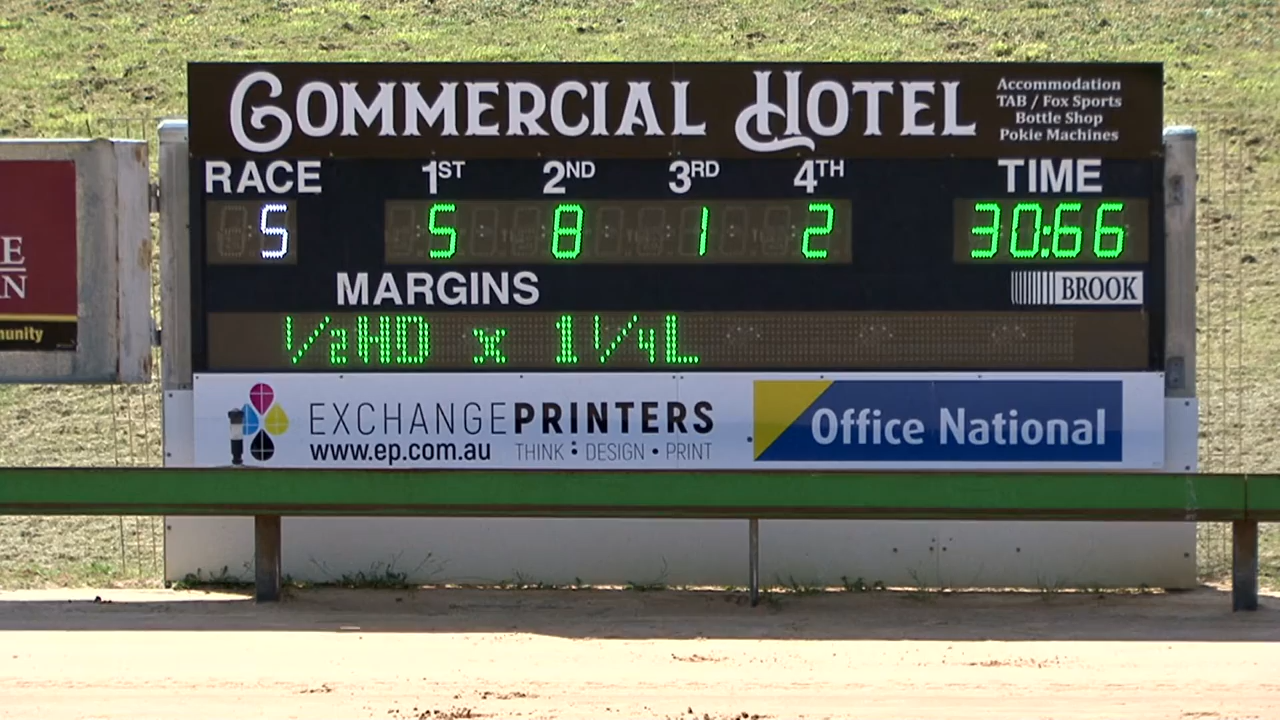 COMMERCIAL HOTEL
Accommodation
TAB / Fox Sports
Bottle Shop
Pokie Machines
RACE 1ST 2ND 3RD 4TH TIME
5 5 8 1 2 30:66
MARGINS
BROOK
½HD x 1¼L
E
AN
munity
EXCHANGEPRINTERS
www.ep.com.au THINK : DESIGN • PRINT
Office National